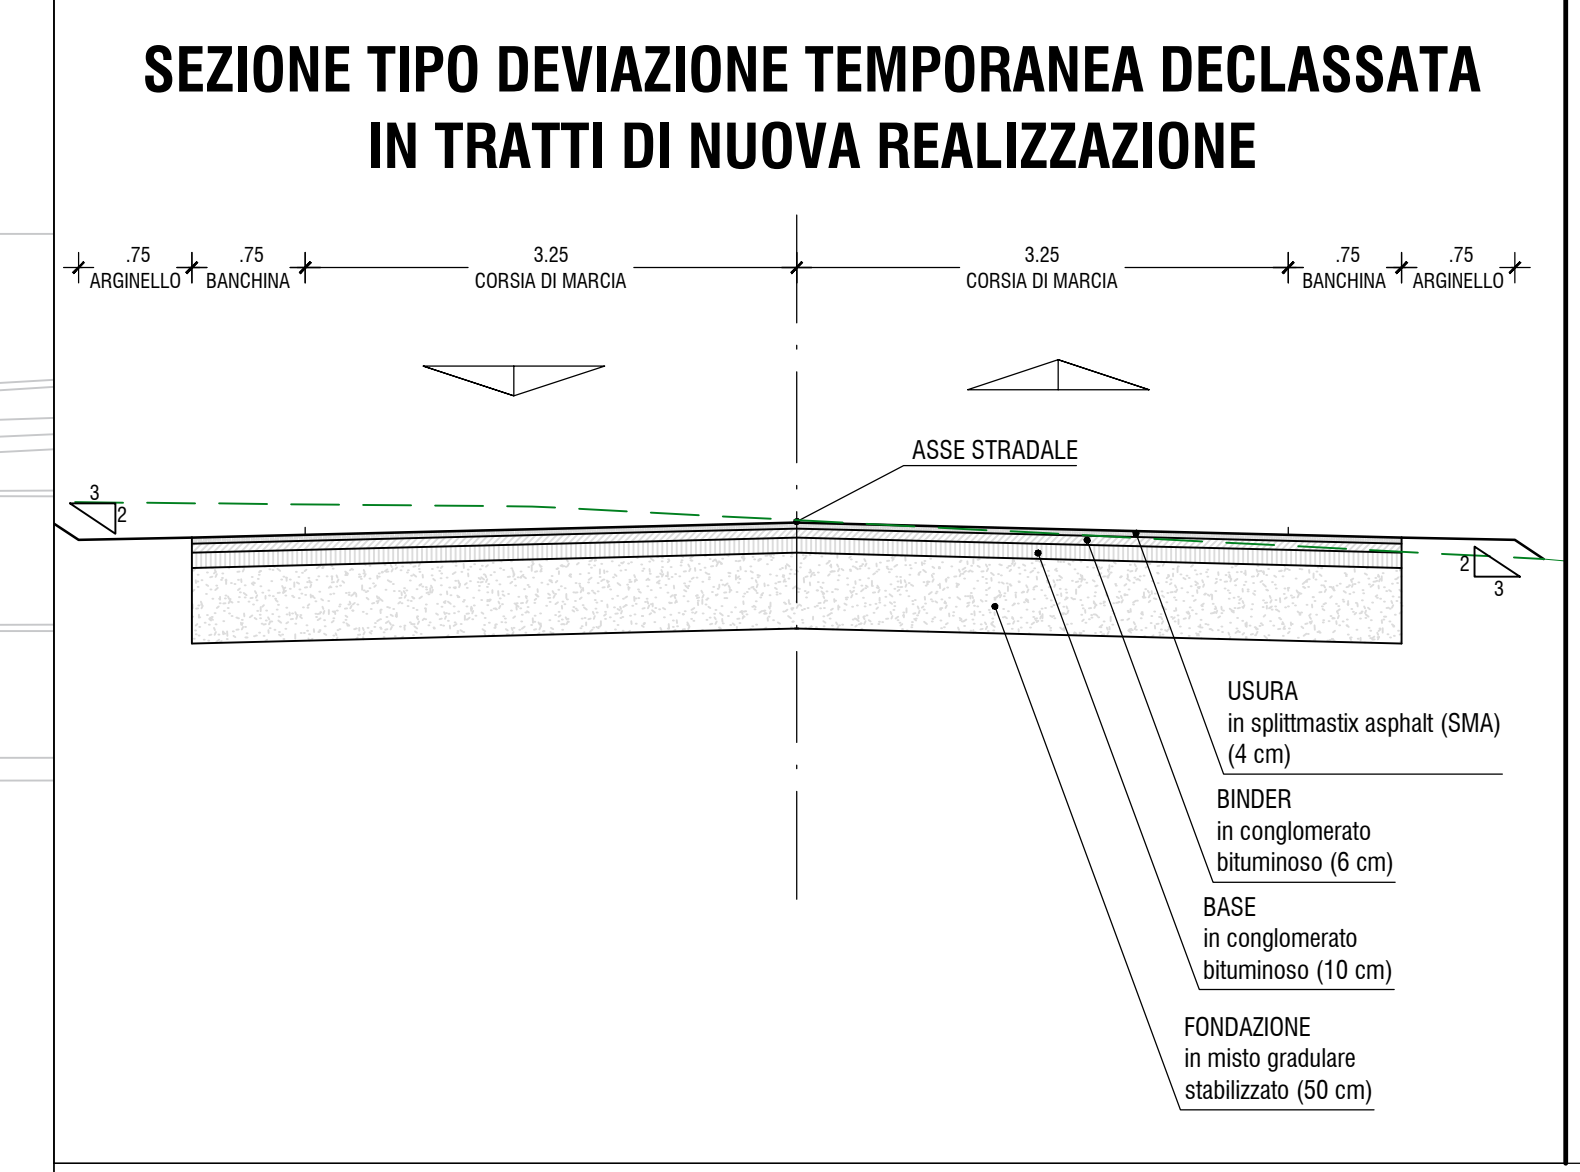 SEZIONE TIPO DEVIAZIONE TEMPORANEA DECLASSATA
IN TRATTI DI NUOVA REALIZZAZIONE
.75 .75 3.25 3.25 .75 .75
ARGINELLO BANCHINA CORSIA DI MARCIA CORSIA DI MARCIA BANCHINA ARGINELLO
ASSE STRADALE
3
2
2
3
USURA
in splittmastix asphalt (SMA)
(4 cm)
BINDER
in conglomerato
bituminoso (6 cm)
BASE
in conglomerato
bituminoso (10 cm)
FONDAZIONE
in misto gradulare
stabilizzato (50 cm)